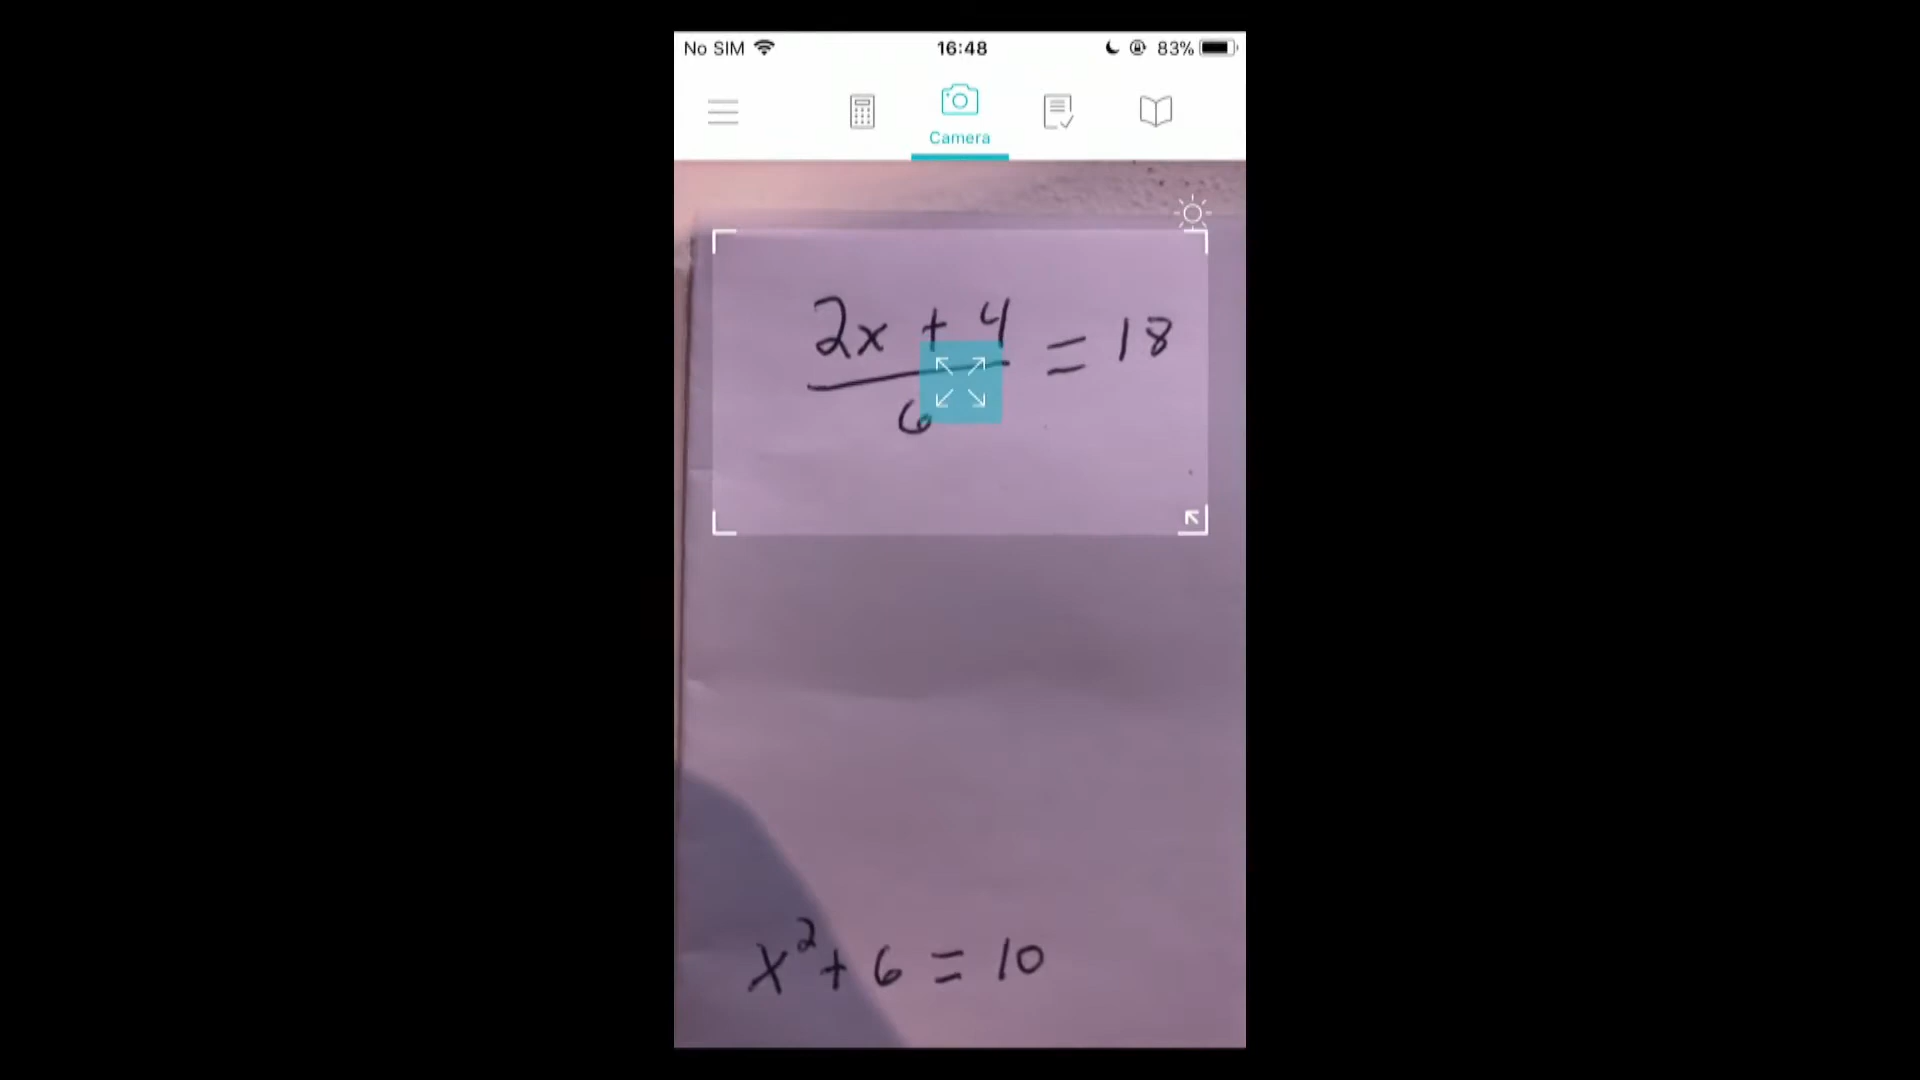 No SIM 16:48 83%
Camera
2x + 4 = 18
6
x² + 6 = 10